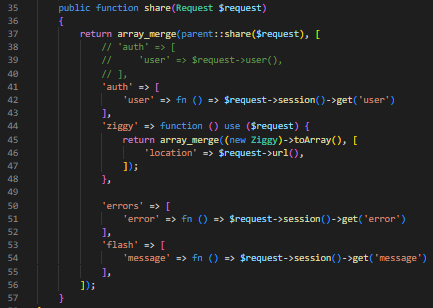 35 public function share(Request $request)
36 {
37 return array_merge(parent::share($request), [
38 // 'auth' => [
39 //     'user' => $request->user(),
40 // ],
41 'auth' => [
42 'user' => fn () => $request->session()->get('user')
43 ],
44 'ziggy' => function () use ($request) {
45 return array_merge((new Ziggy)->toArray(), [
46 'location' => $request->url(),
47 ]);
48 },
49
50 'errors' => [
51 'error' => fn () => $request->session()->get('error')
52 ],
53 'flash' => [
54 'message' => fn () => $request->session()->get('message')
55 ],
56 ]);
57 }